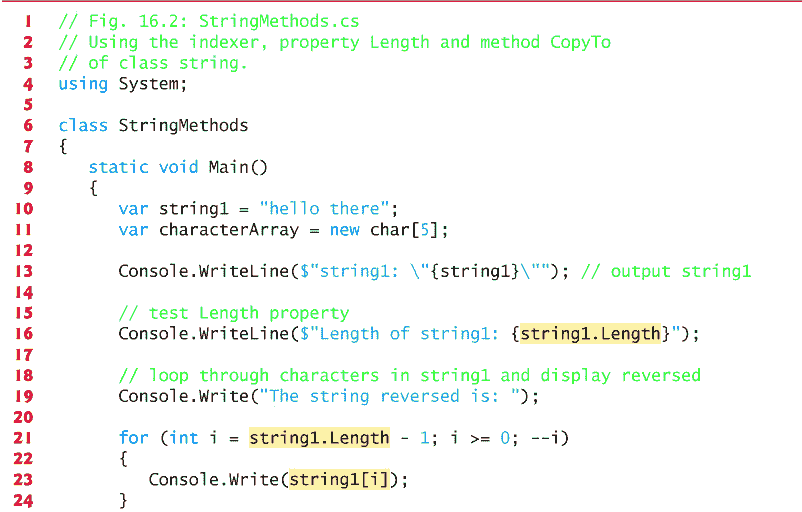 1 // Fig. 16.2: StringMethods.cs
2 // Using the indexer, property Length and method CopyTo
3 // of class string.
4 using System;
5
6 class StringMethods
7 {
8 static void Main()
9 {
10 var string1 = "hello there";
11 var characterArray = new char[5];
12
13 Console.WriteLine($"string1: \"{string1}\""); // output string1
14
15 // test Length property
16 Console.WriteLine($"Length of string1: {string1.Length}");
17
18 // loop through characters in string1 and display reversed
19 Console.Write("The string reversed is: ");
20
21 for (int i = string1.Length - 1; i >= 0; --i)
22 {
23 Console.Write(string1[i]);
24 }